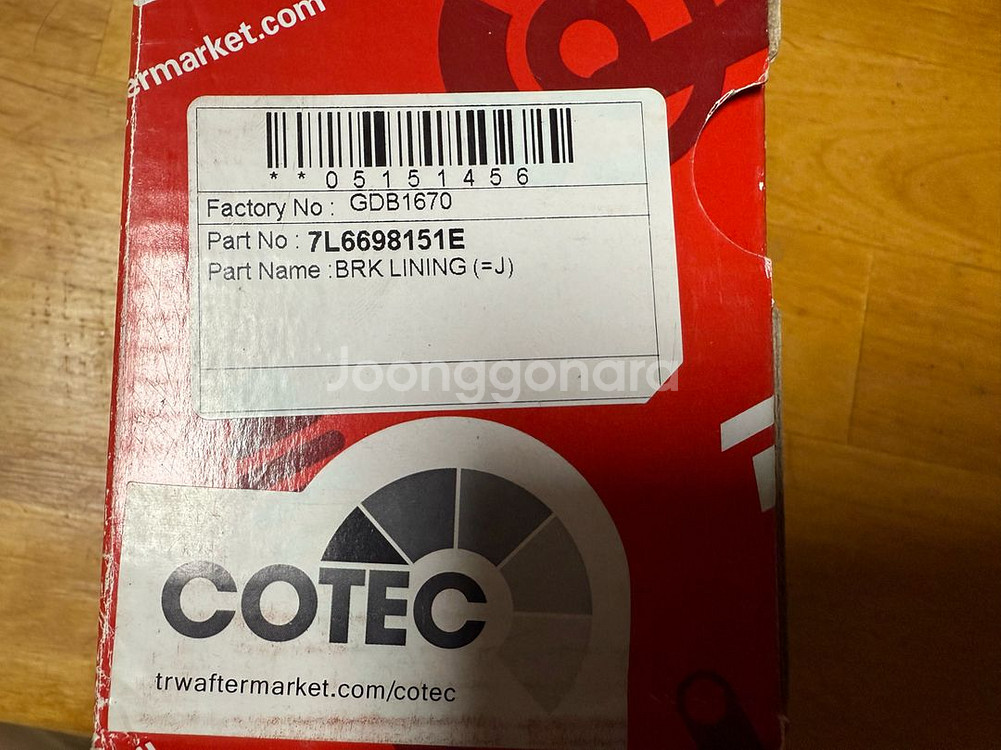 ermarket.com
**05151456
Factory No : GDB1670
Part No : 7L6698151E
Part Name :BRK LINING (=J)
Joonggonara
COTEC
trwaftermarket.com/cotec